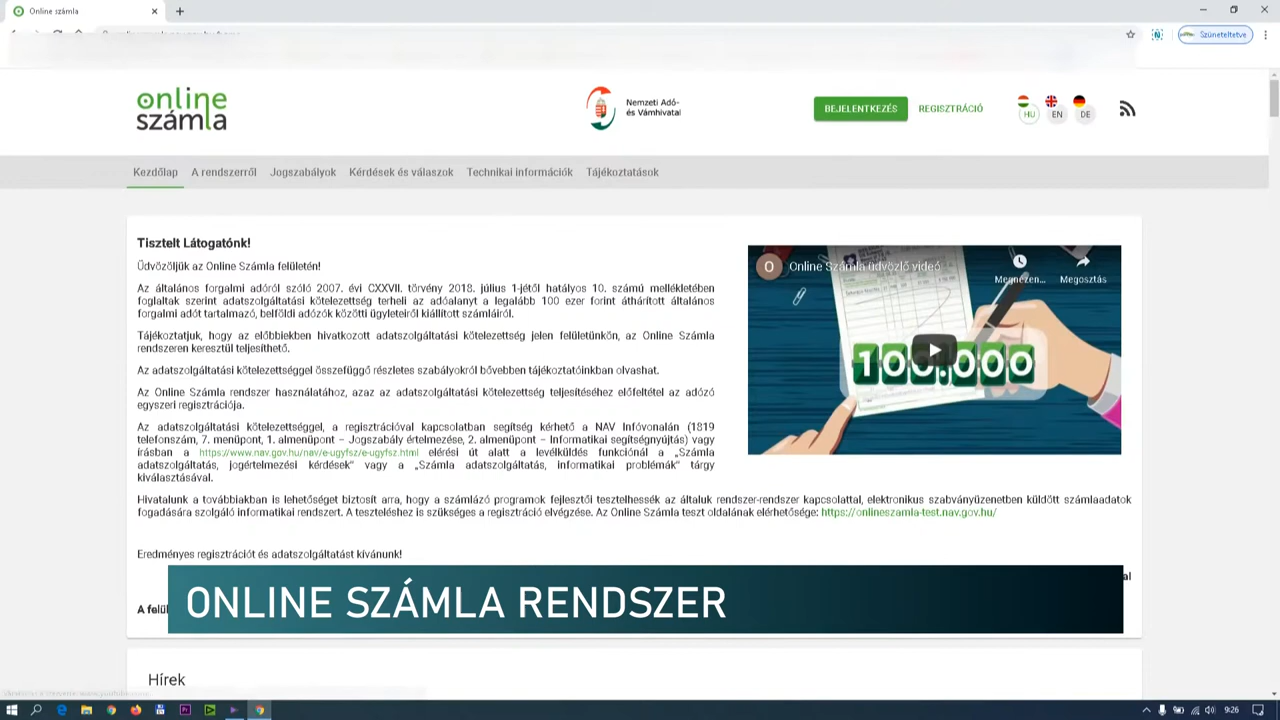 Online számla
Szüneteltetve
online
számla
Nemzeti Adó-
és Vámhivatal
BEJELENTKEZÉS
REGISZTRÁCIÓ
HU
EN
DE
Kezdőlap
A rendszerről
Jogszabályok
Kérdések és válaszok
Technikai információk
Tájékoztatások
Tisztelt Látogatónk!
Üdvözöljük az Online Számla felületén!
Az általános forgalmi adóról szóló 2007. évi CXXVII. törvény 2018. július 1-jétől hatályos 10. számú mellékletében
foglaltak szerint adatszolgáltatási kötelezettség terheli az adóalanyt a legalább 100 ezer forint áthárított általános
forgalmi adót tartalmazó, belföldi adózók közötti ügyleteiről kiállított számláiról.
Tájékoztatjuk, hogy az előbbiekben hivatkozott adatszolgáltatási kötelezettség jelen felületünkön, az Online Számla
rendszeren keresztül teljesíthető.
Az adatszolgáltatási kötelezettséggel összefüggő részletes szabályokról bővebben tájékoztatóinkban olvashat.
Az Online Számla rendszer használatához, azaz az adatszolgáltatási kötelezettség teljesítéséhez előfeltétel az adózó
egyszeri regisztrációja.
Az adatszolgáltatási kötelezettséggel, a regisztrációval kapcsolatban segítség kérhető a NAV Infóvonalán (1819
telefonszám, 7. menüpont, 1. almenüpont – Jogszabály értelmezése, 2. almenüpont – Informatikai segítségnyújtás) vagy
írásban a https://www.nav.gov.hu/nav/e-ugyfsz/e-ugyfsz.html elérési út alatt a levélküldés funkciónál a „Számla
adatszolgáltatás, jogértelmezési kérdések” vagy a „Számla adatszolgáltatás, informatikai problémák” tárgy
kiválasztásával.
O
Online Számla üdvözlő videó
Megnézen...
Megosztás
100.000
Hivatalunk a továbbiakban is lehetőséget biztosít arra, hogy a számlázó programok fejlesztői tesztelhessék az általuk rendszer-rendszer kapcsolattal, elektronikus szabványüzenetben küldött számlaadatok
fogadására szolgáló informatikai rendszert. A teszteléshez is szükséges a regisztráció elvégzése. Az Online Számla teszt oldalának elérhetősége: https://onlineszamla-test.nav.gov.hu/
Eredményes regisztrációt és adatszolgáltatást kívánunk!
al
A felül
ONLINE SZÁMLA RENDSZER
Hírek
9:26